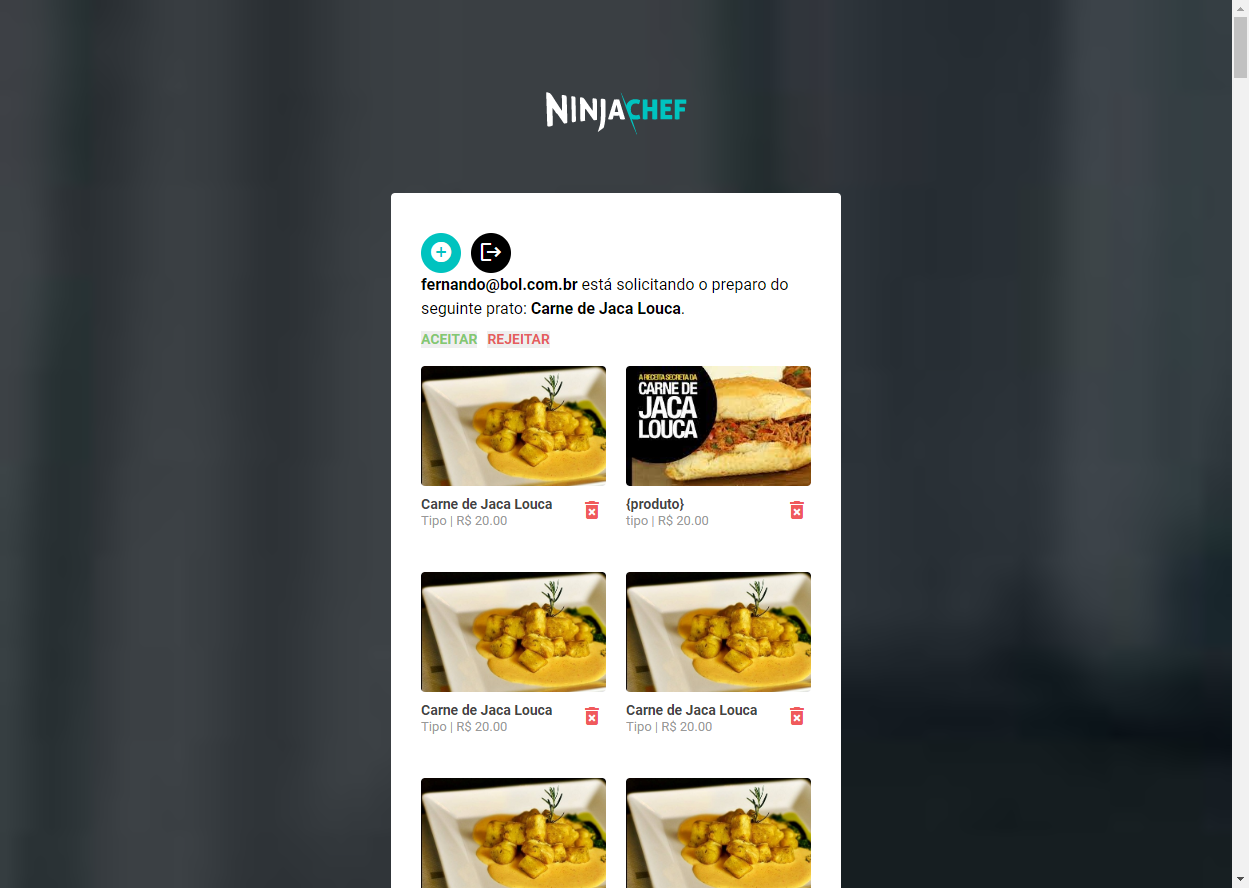 NINJACHEF
fernando@bol.com.br está solicitando o preparo do
seguinte prato: Carne de Jaca Louca.
ACEITAR REJEITAR
A RECEITA SECRETA DA
CARNE DE
JACA
LOUCA
Carne de Jaca Louca
Tipo | R$ 20.00
{produto}
tipo | R$ 20.00
Carne de Jaca Louca
Tipo | R$ 20.00
Carne de Jaca Louca
Tipo | R$ 20.00